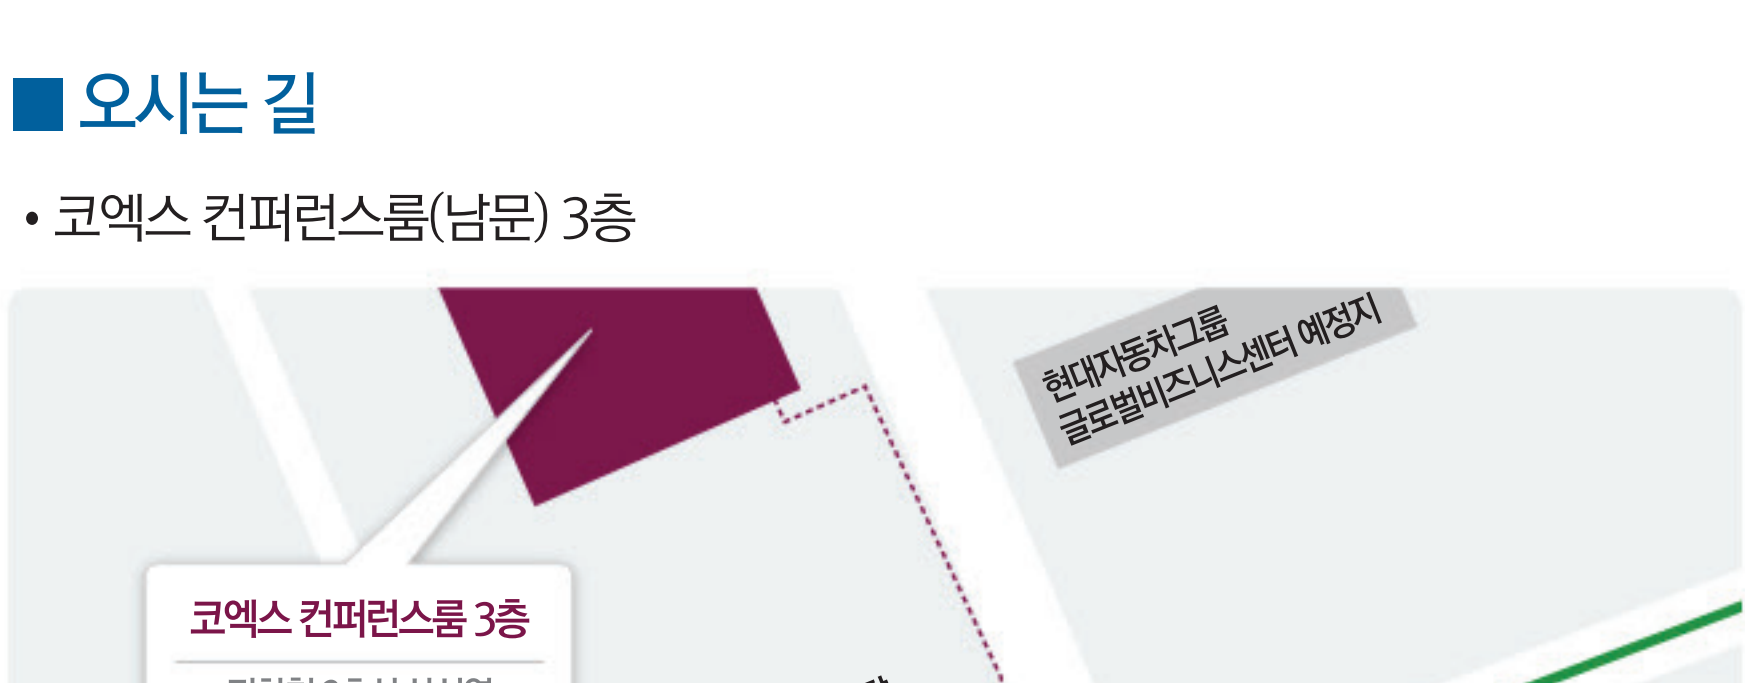 ■ 오시는 길
• 코엑스 컨퍼런스룸(남문) 3층
현대자동차그룹
글로벌비즈니스센터 예정지
코엑스 컨퍼런스룸 3층